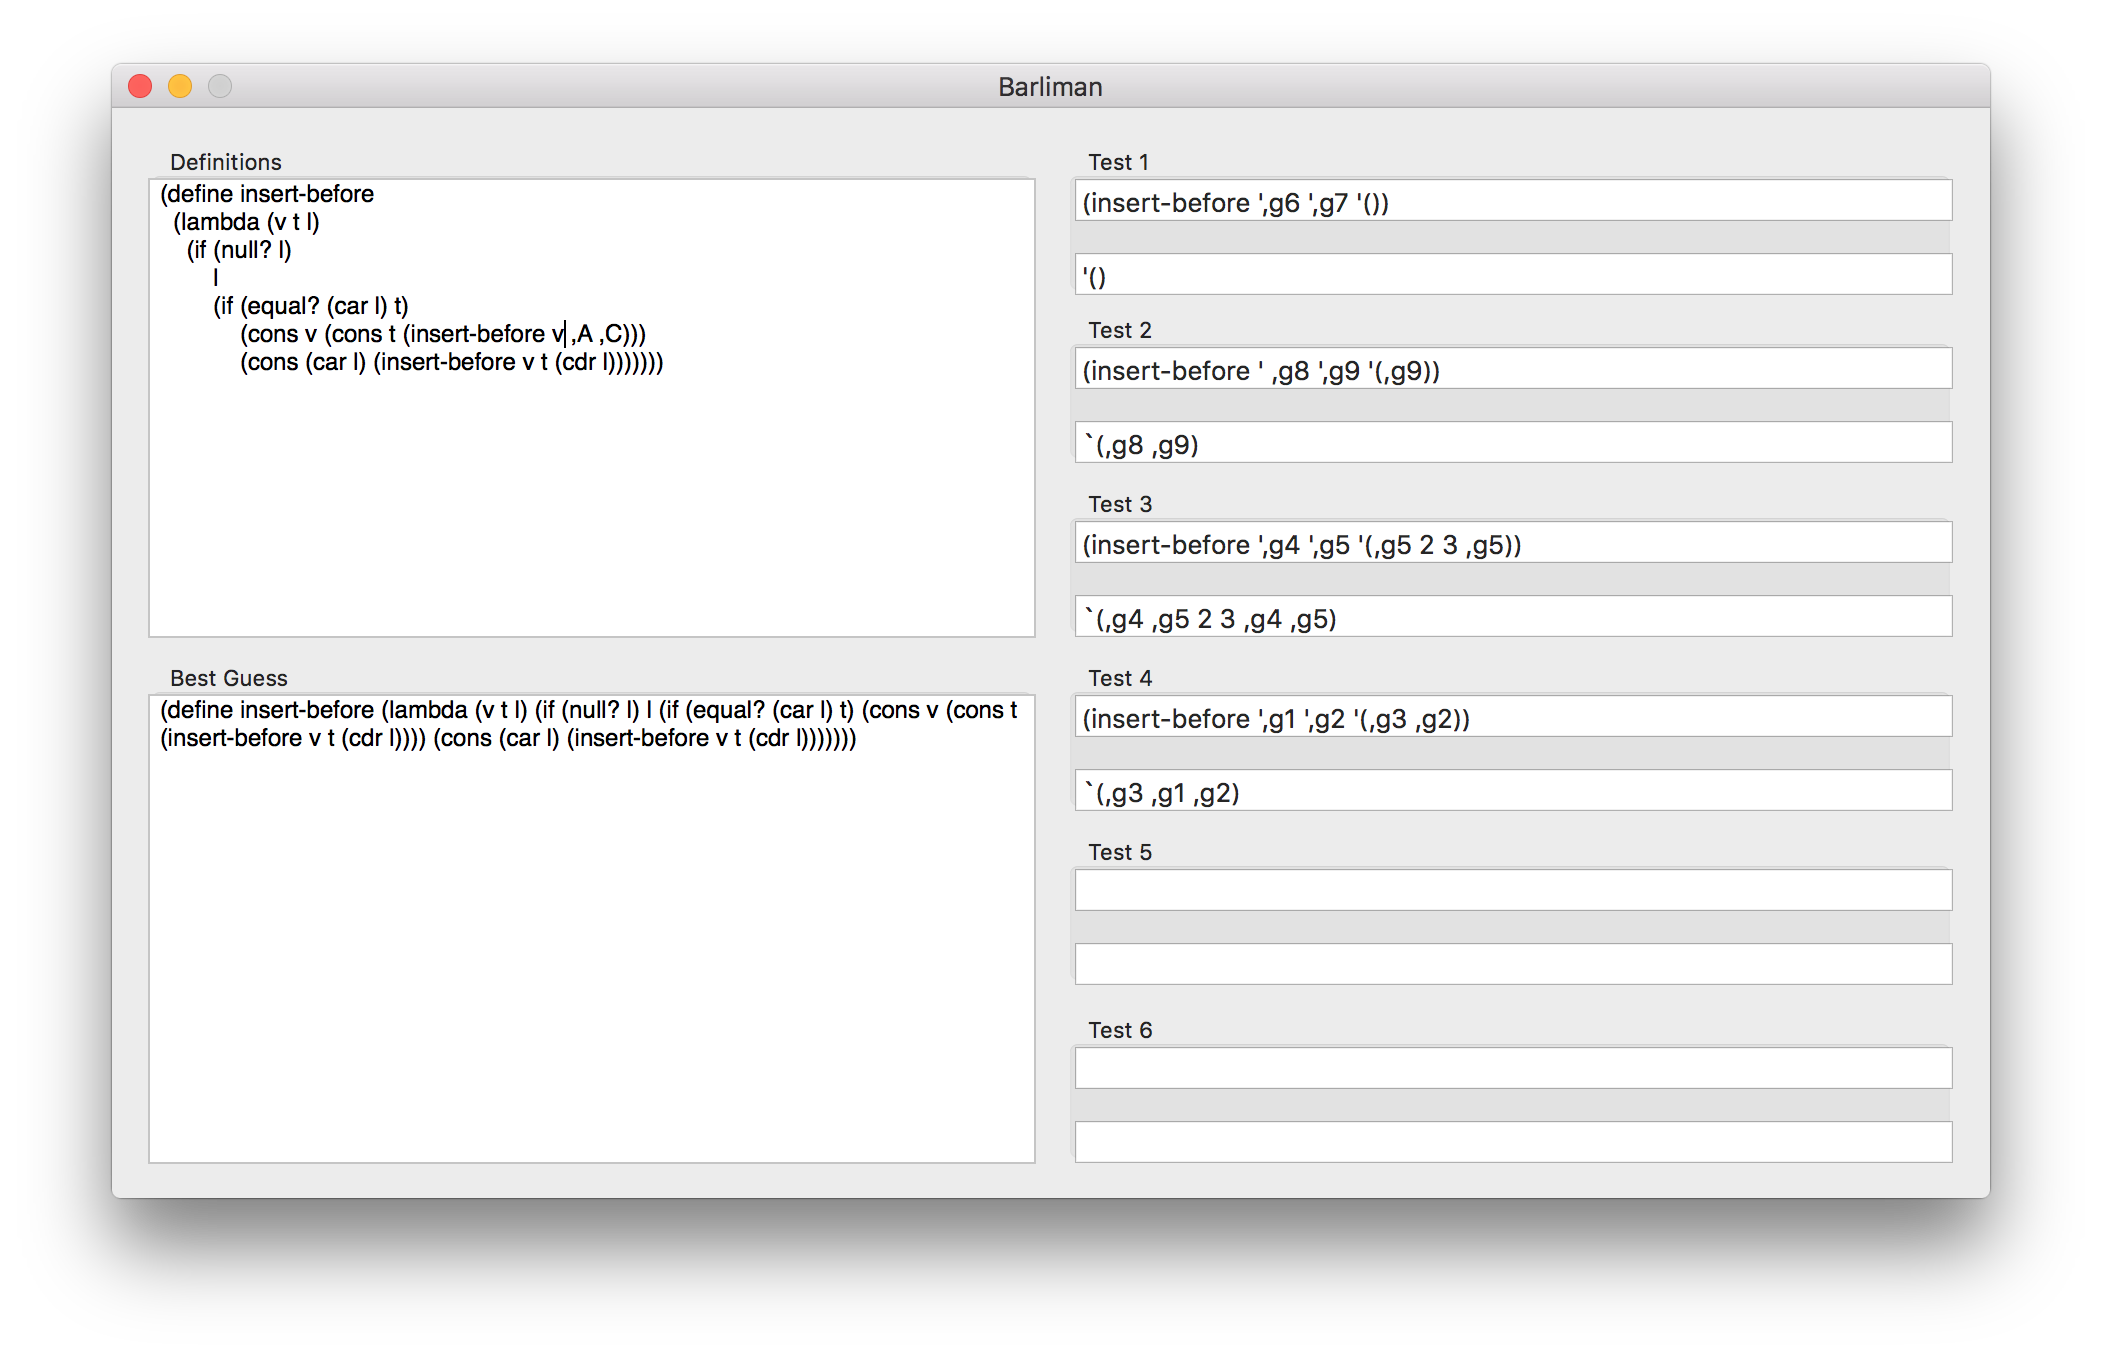 Barliman
Definitions
(define insert-before
(lambda (v t l)
(if (null? l)
l
(if (equal? (car l) t)
(cons v (cons t (insert-before v ,A ,C)))
(cons (car l) (insert-before v t (cdr l)))))))
Best Guess
(define insert-before (lambda (v t l) (if (null? l) l (if (equal? (car l) t) (cons v (cons t
(insert-before v t (cdr l)))) (cons (car l) (insert-before v t (cdr l)))))))
Test 1
(insert-before ',g6 ',g7 '())
'()
Test 2
(insert-before ' ,g8 ',g9 '(,g9))
`(,g8 ,g9)
Test 3
(insert-before ',g4 ',g5 '(,g5 2 3 ,g5))
`(,g4 ,g5 2 3 ,g4 ,g5)
Test 4
(insert-before ',g1 ',g2 '(,g3 ,g2))
`(,g3 ,g1 ,g2)
Test 5
Test 6